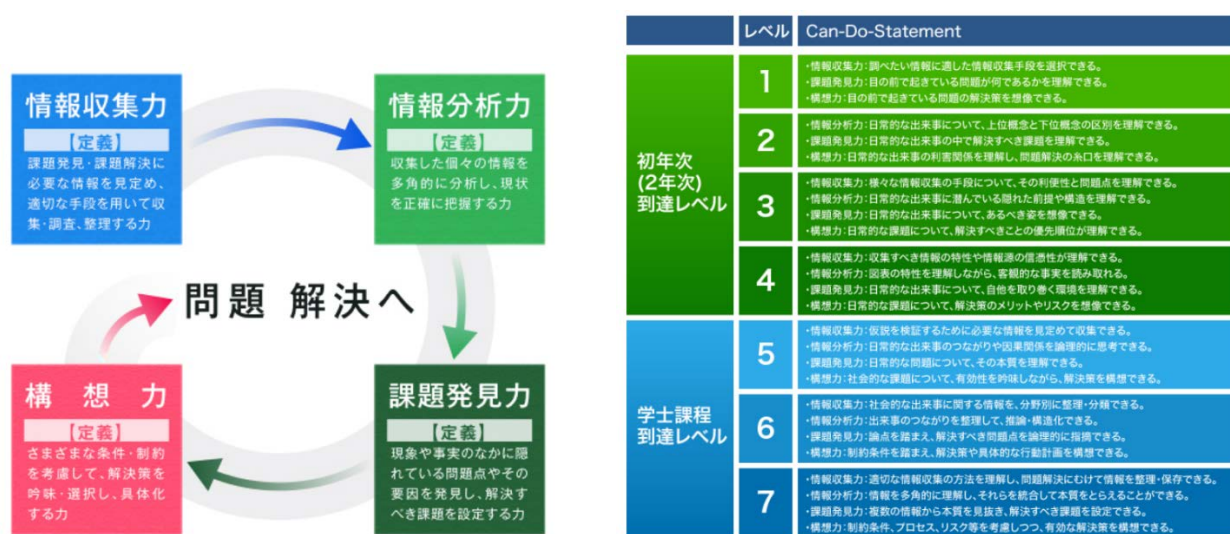 情報収集力
【定義】
課題発見・課題解決に
必要な情報を見定め、
適切な手段を用いて収
集・調査、整理する力
情報分析力
【定義】
収集した個々の情報を
多角的に分析し、現状
を正確に把握する力
問題 解決へ
構想力
【定義】
さまざまな条件・制約
を考慮して、解決策を
吟味・選択し、具体化
する力
課題発見力
【定義】
現象や事実のなかに隠
れている問題点やその
要因を発見し、解決す
べき課題を設定する力
レベル Can-Do-Statement
初年次
(2年次)
到達レベル
1
・情報収集力:調べたい情報に適した情報収集手段を選択できる。
・課題発見力:目の前で起きている問題が何であるかを理解できる。
・構想力:目の前で起きている問題の解決策を想像できる。
2
・情報分析力:日常的な出来事について、上位概念と下位概念の区別を理解できる。
・課題発見力:日常的な出来事の中で解決すべき課題を理解できる。
・構想力:日常的な出来事の利害関係を理解し、問題解決の糸口を理解できる。
3
・情報収集力:様々な情報収集の手段について、その利便性と問題点を理解できる。
・情報分析力:日常的な出来事に潜んでいる隠れた前提や構造を理解できる。
・課題発見力:日常的な出来事について、あるべき姿を想像できる。
・構想力:日常的な課題について、解決すべきことの優先順位が理解できる。
4
・情報収集力:収集すべき情報の特性や情報源の信憑性が理解できる。
・情報分析力:図表の特性を理解しながら、客観的な事実を読み取れる。
・課題発見力:日常的な出来事について、自他を取り巻く環境を理解できる。
・構想力:日常的な課題について、解決策のメリットやリスクを想像できる。
学士課程
到達レベル
5
・情報収集力:仮説を検証するために必要な情報を見定めて収集できる。
・情報分析力:日常的な出来事のつながりや因果関係を論理的に思考できる。
・課題発見力:日常的な問題について、その本質を理解できる。
・構想力:社会的な課題について、有効性を吟味しながら、解決策を構想できる。
6
・情報収集力:社会的な出来事に関する情報を、分野別に整理・分類できる。
・情報分析力:出来事のつながりを整理して、推論・構造化できる。
・課題発見力:論点を踏まえ、解決すべき問題点を論理的に指摘できる。
・構想力:制約条件を踏まえ、解決策や具体的な行動計画を構想できる。
7
・情報収集力:適切な情報収集の方法を理解し、問題解決にむけて情報を整理・保存できる。
・情報分析力:情報を多角的に理解し、それらを統合して本質をとらえることができる。
・課題発見力:複数の情報から本質を見抜き、解決すべき課題を設定できる。
・構想力:制約条件、プロセス、リスク等を考慮しつつ、有効な解決策を構想できる。